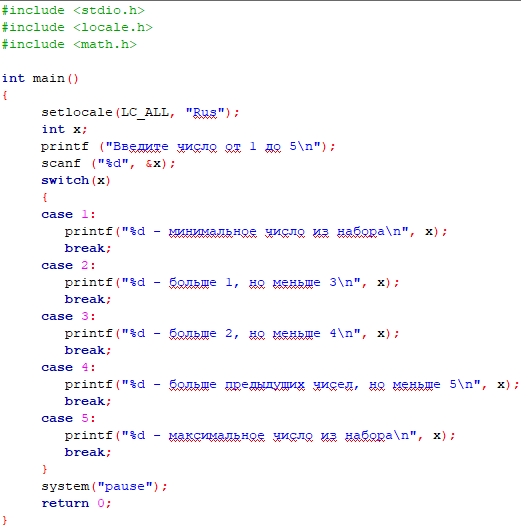 #include <stdio.h>
#include <locale.h>
#include <math.h>

int main()
{
     setlocale(LC_ALL, "Rus");
     int x;
     printf ("Введите число от 1 до 5\n");
     scanf ("%d", &x);
     switch(x)
     {
     case 1:
        printf("%d - минимальное число из набора\n", x);
        break;
     case 2:
        printf("%d - больше 1, но меньше 3\n", x);
        break;
     case 3:
        printf("%d - больше 2, но меньше 4\n", x);
        break;
     case 4:
        printf("%d - больше предыдущих чисел, но меньше 5\n", x);
        break;
     case 5:
        printf("%d - максимальное число из набора\n", x);
        break;
     }
     system("pause");
     return 0;
}